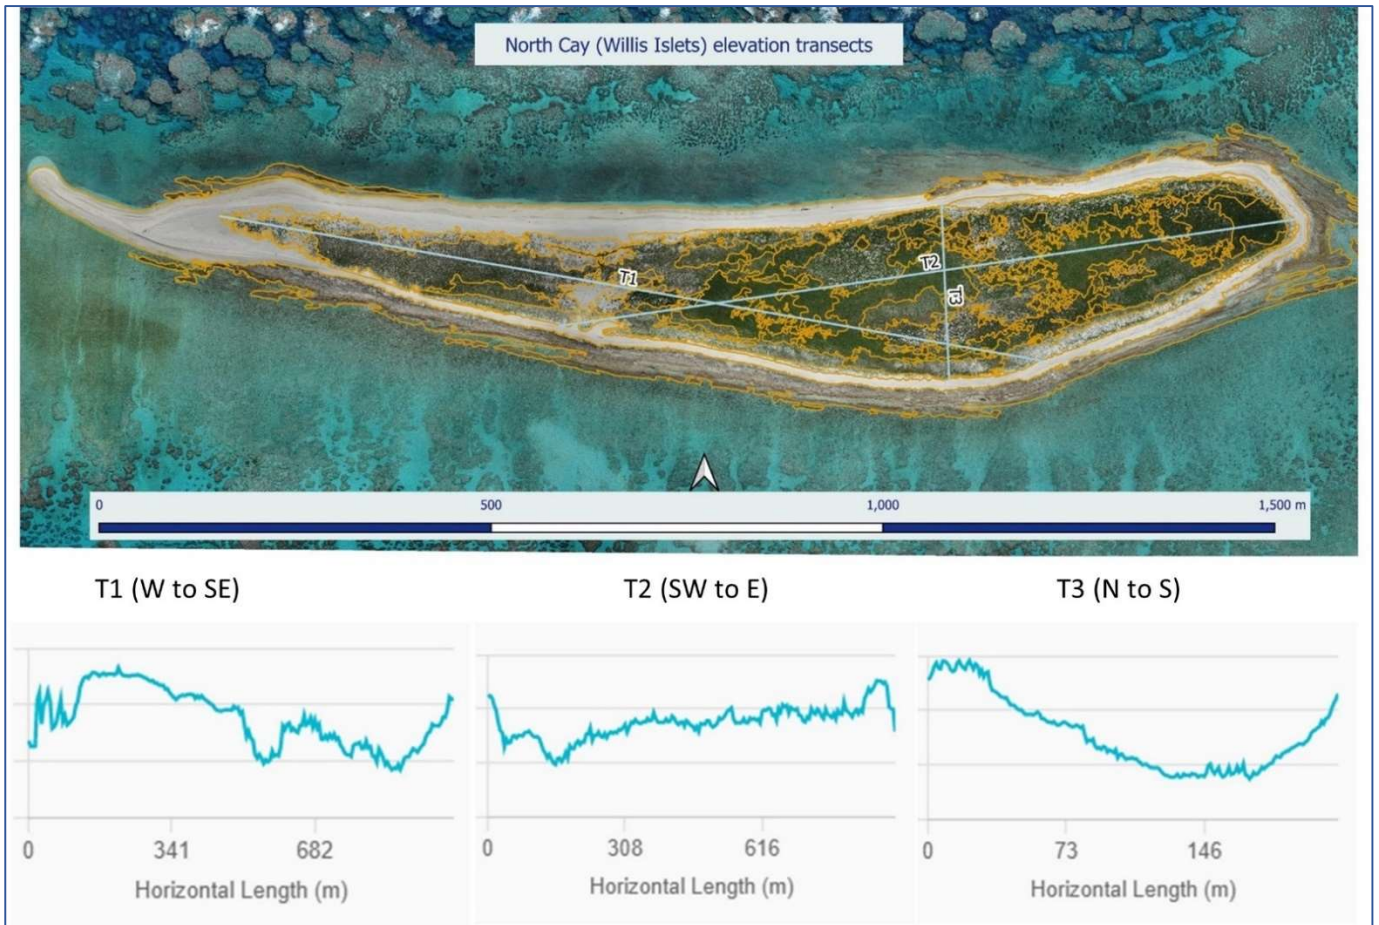 North Cay (Willis Islets) elevation transects
T1
T2
T3
0 500 1,000 1,500 m
T1 (W to SE) T2 (SW to E) T3 (N to S)
0 341 682 0 308 616 0 73 146
Horizontal Length (m) Horizontal Length (m) Horizontal Length (m)